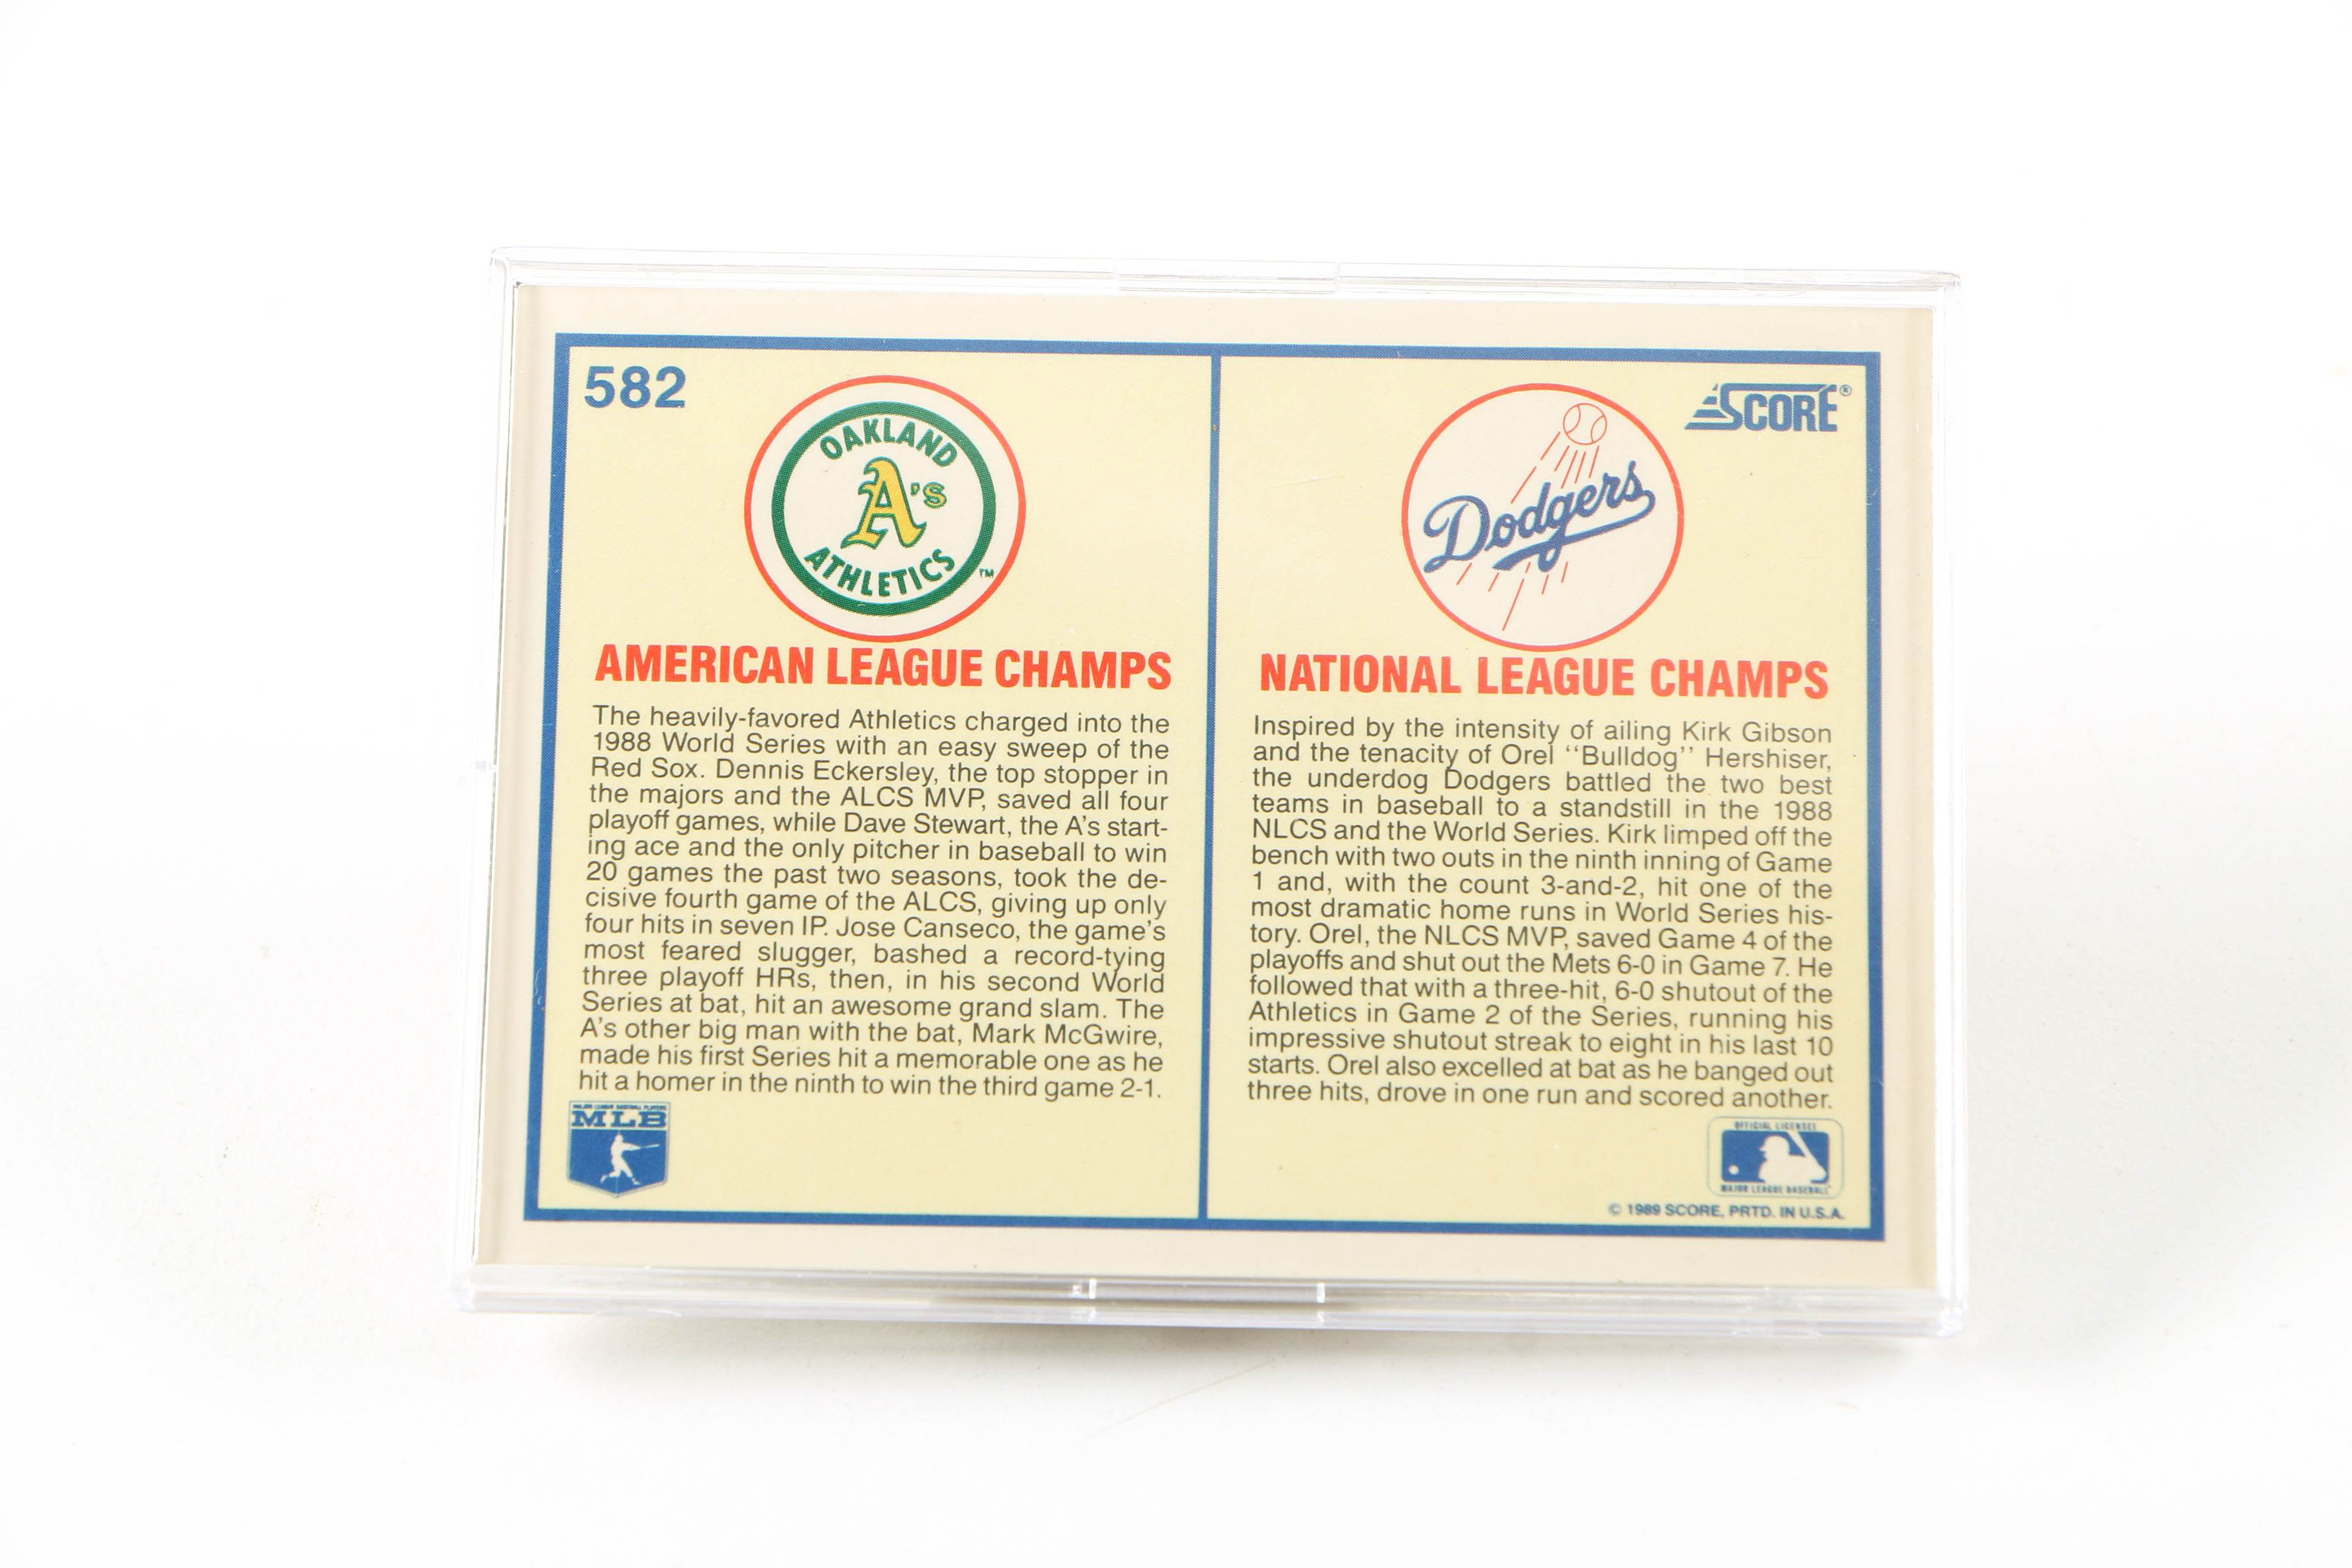 582
OAKLAND
A's
ATHLETICS
TM
AMERICAN LEAGUE CHAMPS
The heavily-favored Athletics charged into the
1988 World Series with an easy sweep of the
Red Sox. Dennis Eckersley, the top stopper in
the majors and the ALCS MVP, saved all four
playoff games, while Dave Stewart, the A's start-
ing ace and the only pitcher in baseball to win
20 games the past two seasons, took the de-
cisive fourth game of the ALCS, giving up only
four hits in seven IP. Jose Canseco, the game's
most feared slugger, bashed a record-tying
three playoff HRs, then, in his second World
Series at bat, hit an awesome grand slam. The
A's other big man with the bat, Mark McGwire,
made his first Series hit a memorable one as he
hit a homer in the ninth to win the third game 2-1.
MAJOR LEAGUE BASEBALL PLAYERS
MLB
SCORE®
Dodgers
NATIONAL LEAGUE CHAMPS
Inspired by the intensity of ailing Kirk Gibson
and the tenacity of Orel "Bulldog" Hershiser,
the underdog Dodgers battled the two best
teams in baseball to a standstill in the 1988
NLCS and the World Series. Kirk limped off the
bench with two outs in the ninth inning of Game
1 and, with the count 3-and-2, hit one of the
most dramatic home runs in World Series his-
tory. Orel, the NLCS MVP, saved Game 4 of the
playoffs and shut out the Mets 6-0 in Game 7. He
followed that with a three-hit, 6-0 shutout of the
Athletics in Game 2 of the Series, running his
impressive shutout streak to eight in his last 10
starts. Orel also excelled at bat as he banged out
three hits, drove in one run and scored another.
OFFICIAL LICENSEE
MAJOR LEAGUE BASEBALL
© 1989 SCORE, PRTD. IN U.S.A.